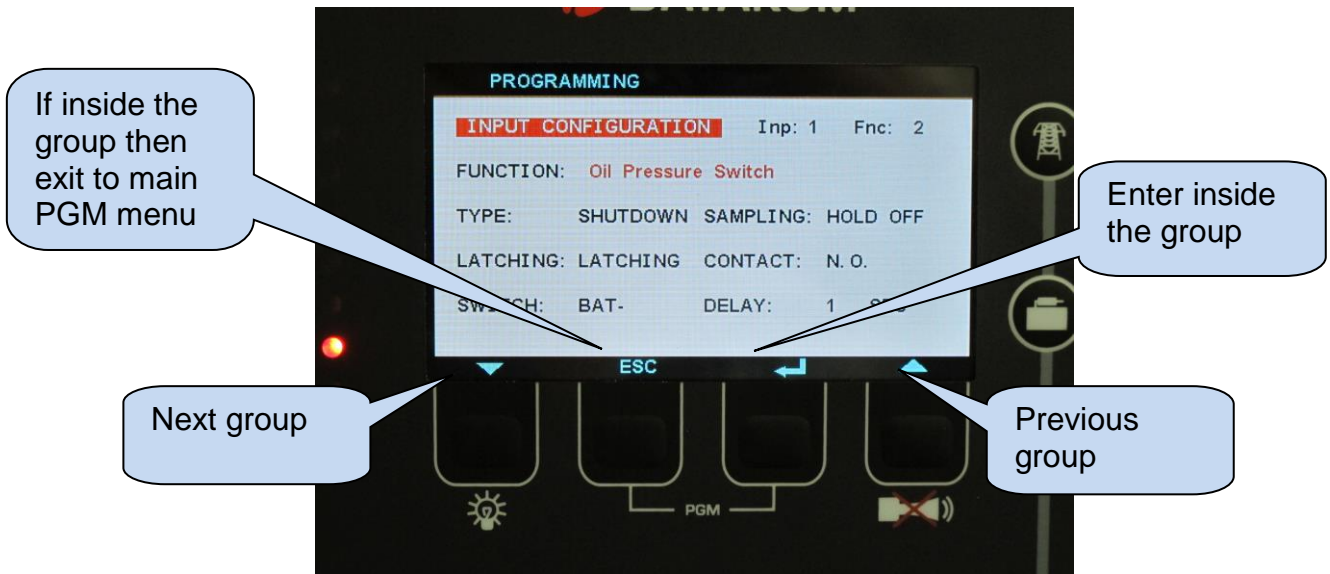 PROGRAMMING
INPUT CONFIGURATION Inp: 1 Fnc: 2
FUNCTION: Oil Pressure Switch
TYPE: SHUTDOWN SAMPLING: HOLD OFF
LATCHING: LATCHING CONTACT: N.O.
BAT- DELAY: 1
ESC
PGM
If inside the
group then
exit to main
PGM menu
Enter inside
the group
Next group
Previous
group